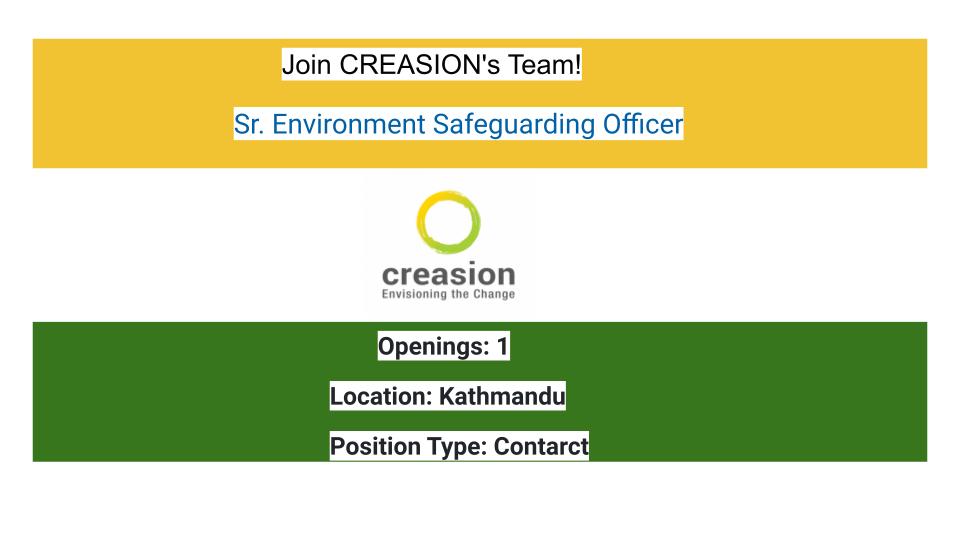 Join CREASION's Team!
Sr. Environment Safeguarding Officer
creasion
Envisioning the Change
Openings: 1
Location: Kathmandu
Position Type: Contarct